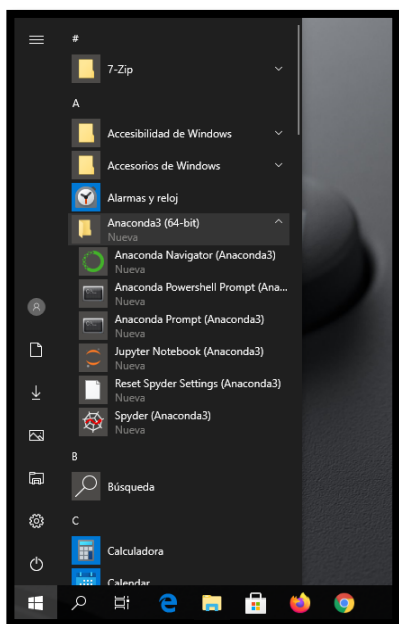 #
7-Zip
A
Accesibilidad de Windows
Accesorios de Windows
Alarmas y reloj
Anaconda3 (64-bit)
Nueva
Anaconda Navigator (Anaconda3)
Nueva
Anaconda Powershell Prompt (Ana...
Nueva
Anaconda Prompt (Anaconda3)
Nueva
Jupyter Notebook (Anaconda3)
Nueva
Reset Spyder Settings (Anaconda3)
Nueva
Spyder (Anaconda3)
Nueva
B
Búsqueda
C
Calculadora
Calendar